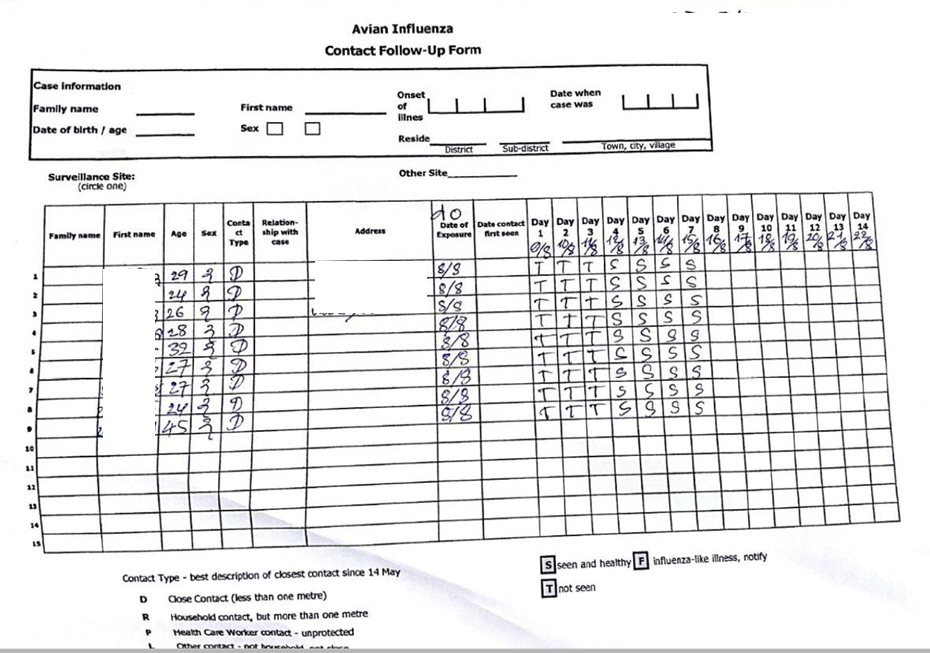 Avian Influenza
Contact Follow-Up Form
Case information
Family name First name Onset of illnes Date when case was
Date of birth / age Sex
Reside
District Sub-district Town, city, village
Surveillance Site: Other Site
(circle one)
Family name First name Age Sex Contact Type Relation-ship with case Address Date of Exposure Date contact first seen Day 1 Day 2 Day 3 Day 4 Day 5 Day 6 Day 7 Day 8 Day 9 Day 10 Day 11 Day 12 Day 13 Day 14
9/8 10/8 11/8 12/8 13/8 14/8 15/8 16/8 17/8 18/8 19/8 20/8 21/8 22/8
1 29 D 8/8 T T T S S S S
2 24 D 8/8 T T T S S S S
3 26 D 8/8 T T T S S S S
4 28 D 8/8 T T T S S S S
5 D 8/8 T T T S S S S
6 27 D 8/8 T T T S S S S
7 27 D 8/8 T T T S S S S
8 24 D 8/8 T T T S S S S
9 45 D 8/8 T T T S S S S
10
11
12
13
14
15
S seen and healthy F influenza-like illness, notify
T not seen
Contact Type - best description of closest contact since 14 May
D Close Contact (less than one metre)
R Household contact, but more than one metre
P Health Care Worker contact - unprotected
L Other contact - not household, not close